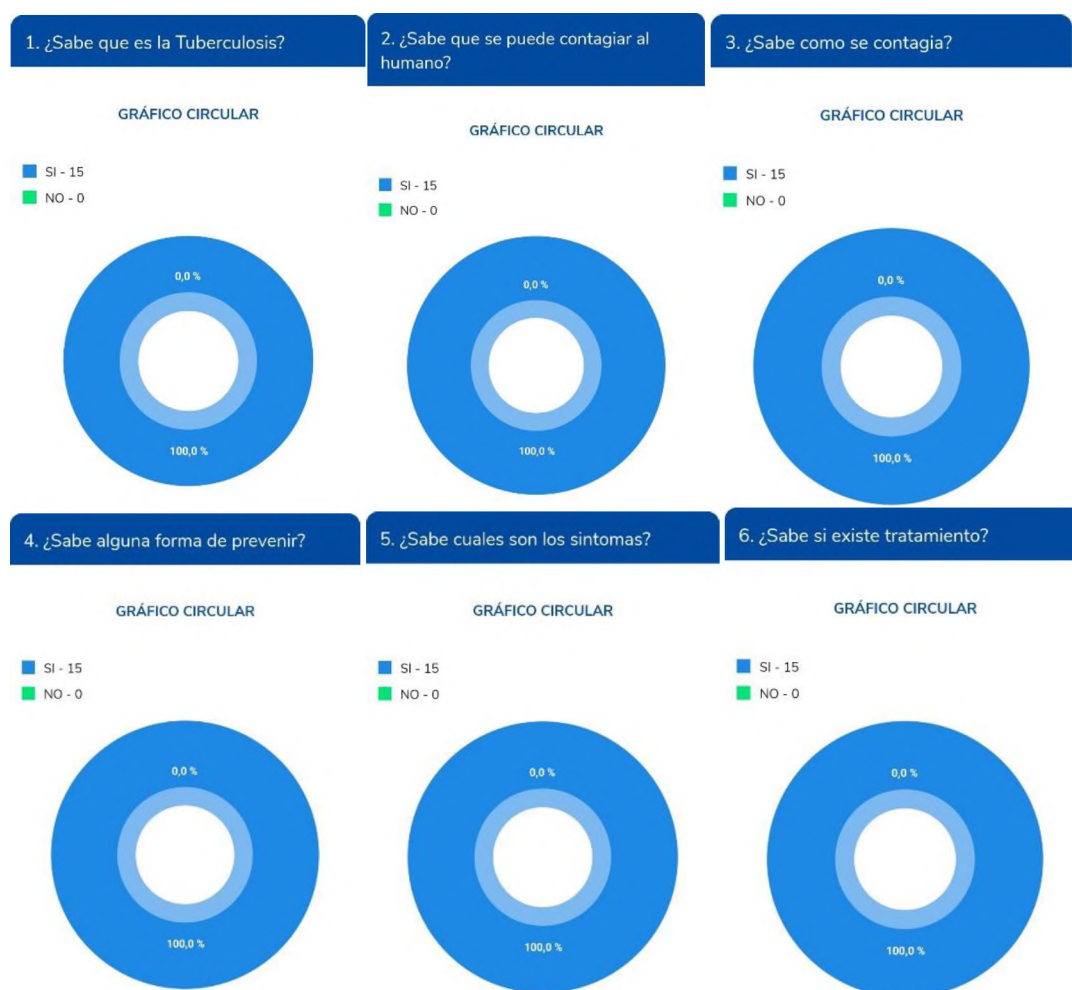 1. ¿Sabe que es la Tuberculosis?
GRÁFICO CIRCULAR
SI - 15
NO - 0
0,0 %
100,0 %
2. ¿Sabe que se puede contagiar al
humano?
GRÁFICO CIRCULAR
SI - 15
NO - 0
0,0 %
100,0 %
3. ¿Sabe como se contagia?
GRÁFICO CIRCULAR
SI - 15
NO - 0
0,0 %
100,0 %
4. ¿Sabe alguna forma de prevenir?
GRÁFICO CIRCULAR
SI - 15
NO - 0
0,0 %
100,0 %
5. ¿Sabe cuales son los sintomas?
GRÁFICO CIRCULAR
SI - 15
NO - 0
0,0 %
100,0 %
6. ¿Sabe si existe tratamiento?
GRÁFICO CIRCULAR
SI - 15
NO - 0
0,0 %
100,0 %